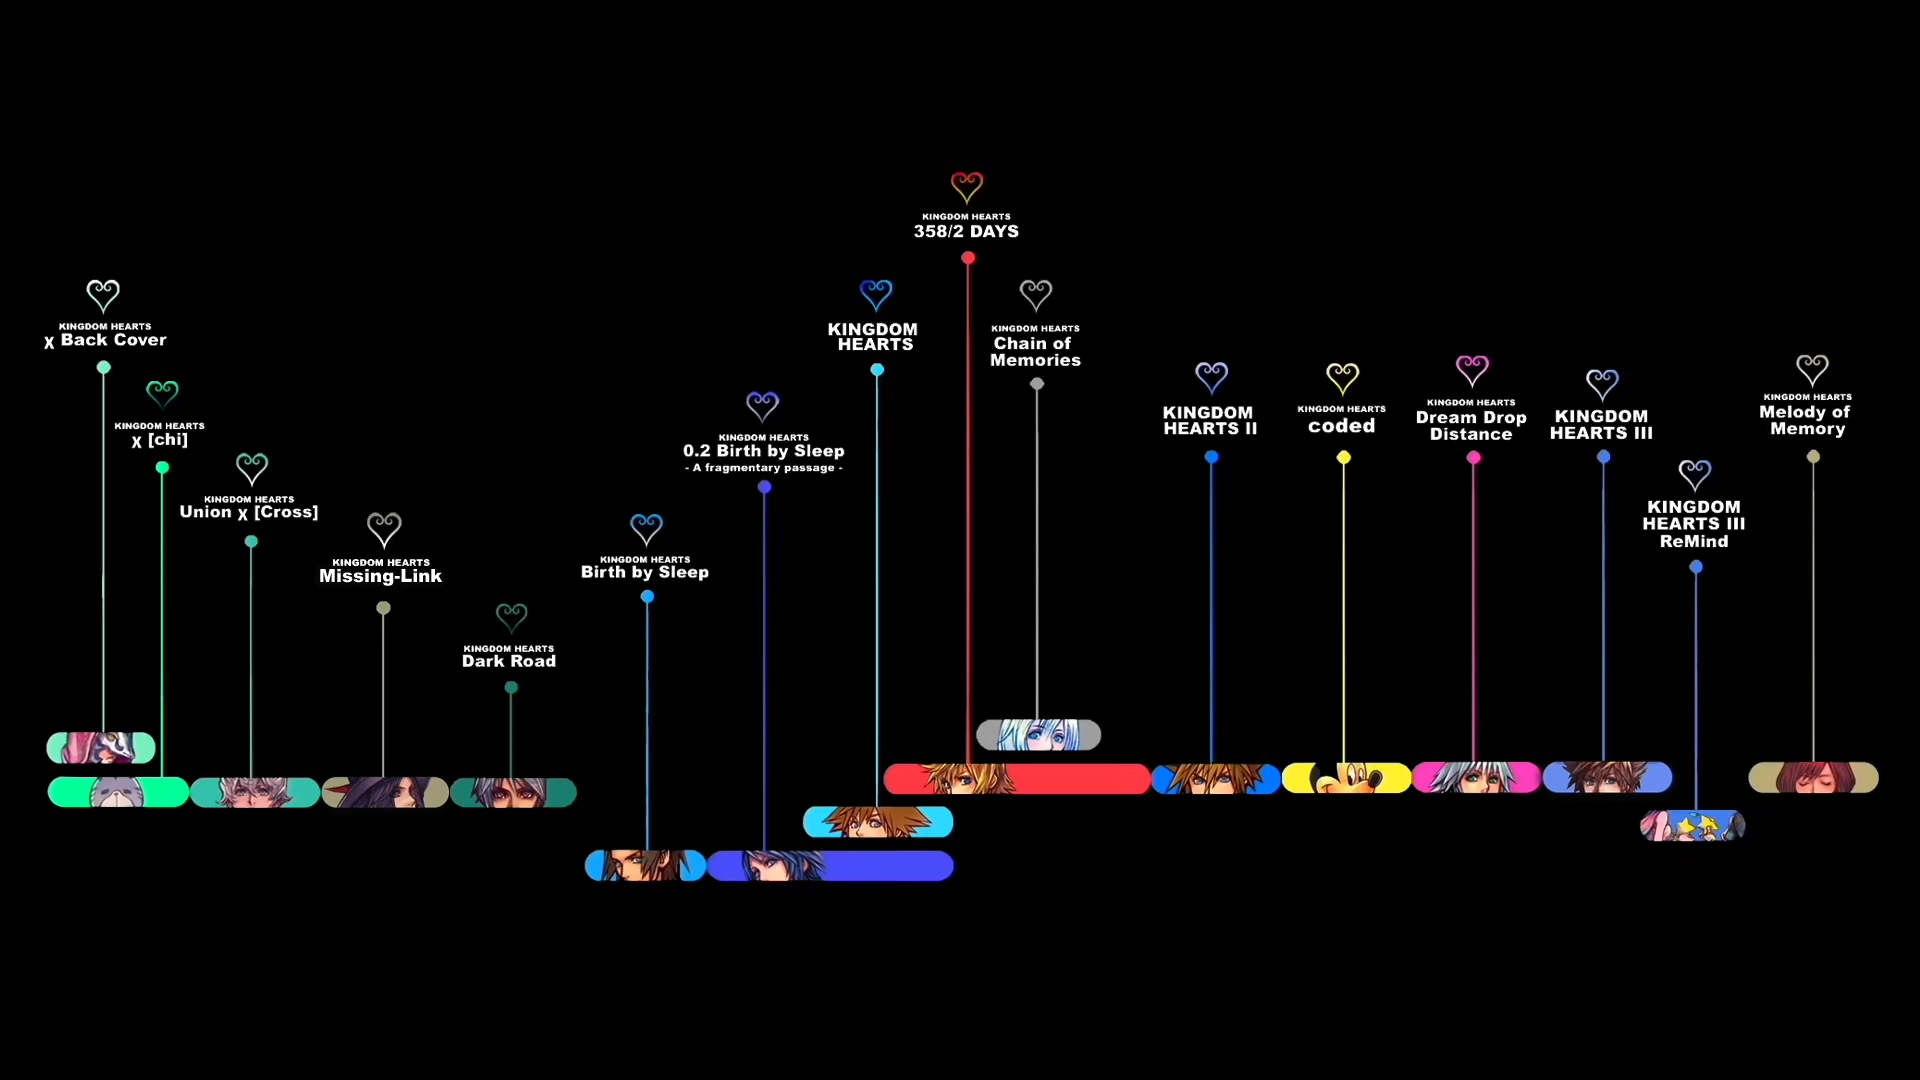 KINGDOM HEARTS
χ Back Cover
KINGDOM HEARTS
χ [chi]
KINGDOM HEARTS
Union χ [Cross]
KINGDOM HEARTS
Missing-Link
KINGDOM HEARTS
Dark Road
KINGDOM HEARTS
Birth by Sleep
KINGDOM HEARTS
0.2 Birth by Sleep
- A fragmentary passage -
KINGDOM
HEARTS
KINGDOM HEARTS
358/2 DAYS
KINGDOM HEARTS
Chain of
Memories
KINGDOM
HEARTS II
KINGDOM HEARTS
coded
KINGDOM HEARTS
Dream Drop
Distance
KINGDOM
HEARTS III
KINGDOM
HEARTS III
ReMind
KINGDOM HEARTS
Melody of
Memory